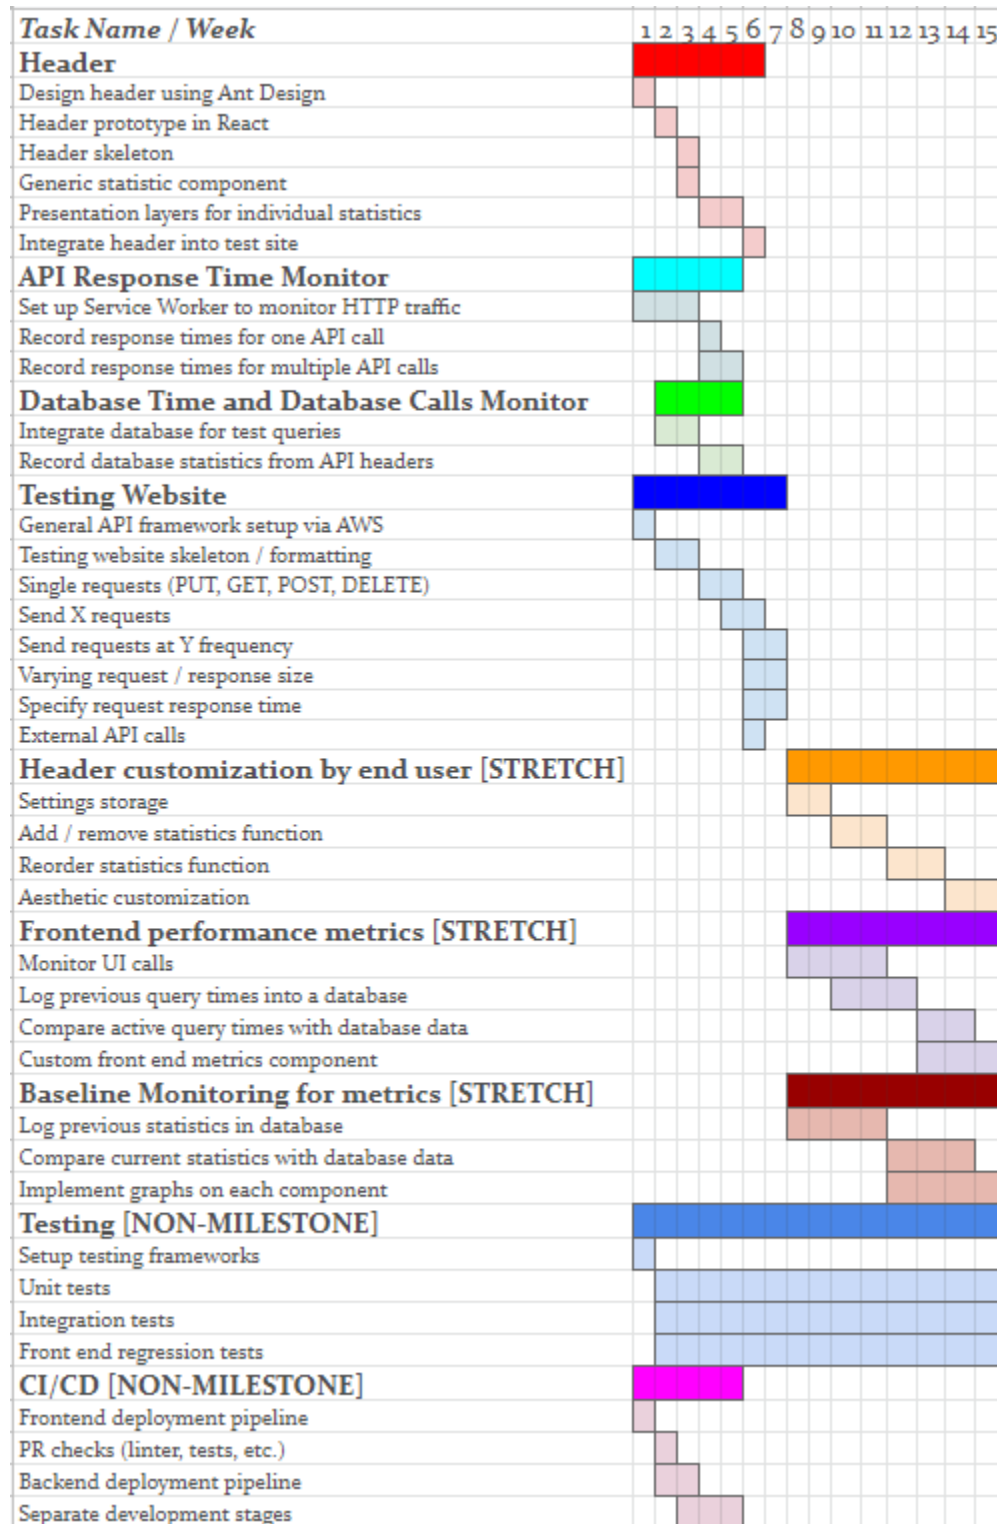 Task Name / Week 1 2 3 4 5 6 7 8 9 10 11 12 13 14 15
Header
Design header using Ant Design
Header prototype in React
Header skeleton
Generic statistic component
Presentation layers for individual statistics
Integrate header into test site
API Response Time Monitor
Set up Service Worker to monitor HTTP traffic
Record response times for one API call
Record response times for multiple API calls
Database Time and Database Calls Monitor
Integrate database for test queries
Record database statistics from API headers
Testing Website
General API framework setup via AWS
Testing website skeleton / formatting
Single requests (PUT, GET, POST, DELETE)
Send X requests
Send requests at Y frequency
Varying request / response size
Specify request response time
External API calls
Header customization by end user [STRETCH]
Settings storage
Add / remove statistics function
Reorder statistics function
Aesthetic customization
Frontend performance metrics [STRETCH]
Monitor UI calls
Log previous query times into a database
Compare active query times with database data
Custom front end metrics component
Baseline Monitoring for metrics [STRETCH]
Log previous statistics in database
Compare current statistics with database data
Implement graphs on each component
Testing [NON-MILESTONE]
Setup testing frameworks
Unit tests
Integration tests
Front end regression tests
CI/CD [NON-MILESTONE]
Frontend deployment pipeline
PR checks (linter, tests, etc.)
Backend deployment pipeline
Separate development stages